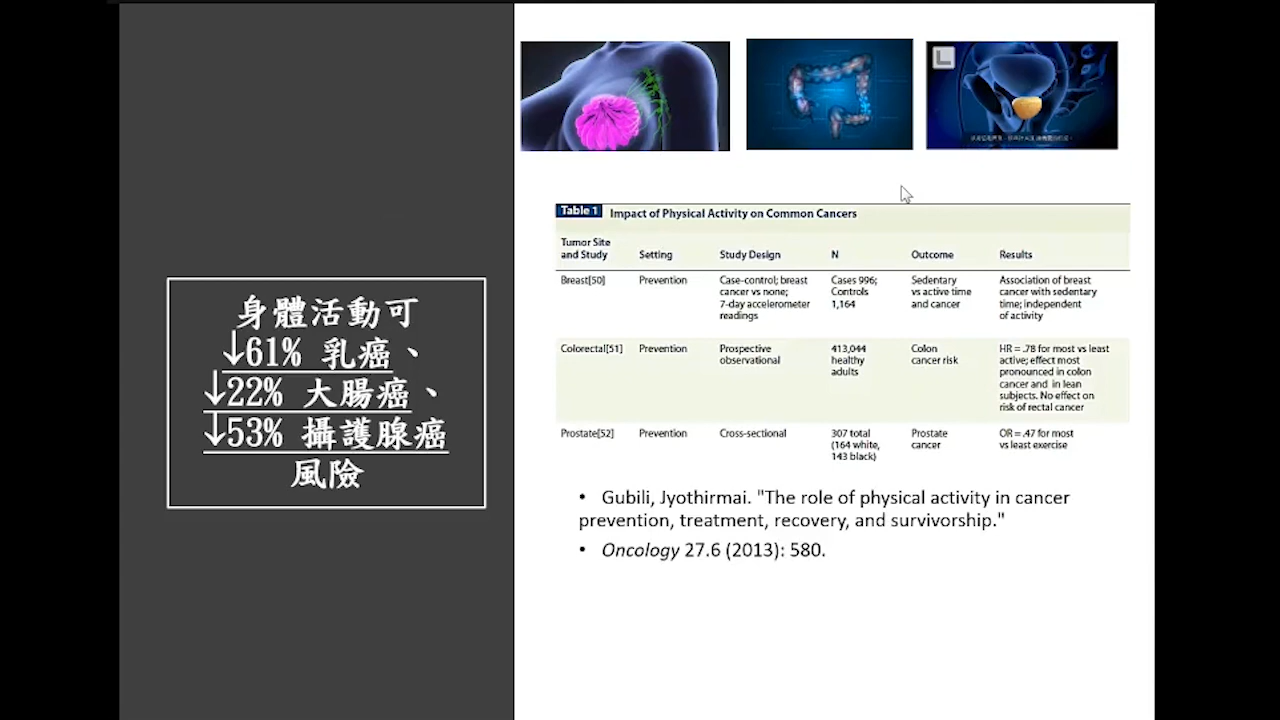 身體活動可
↓61% 乳癌、
↓22% 大腸癌、
↓53% 攝護腺癌
風險
Table 1 Impact of Physical Activity on Common Cancers
Tumor Site and Study Setting Study Design N Outcome Results
Breast[50] Prevention Case-control; breast cancer vs none; 7-day accelerometer readings Cases 996; Controls 1,164 Sedentary vs active time and cancer Association of breast cancer with sedentary time; independent of activity
Colorectal[51] Prevention Prospective observational 413,044 healthy adults Colon cancer risk HR = .78 for most vs least active; effect most pronounced in colon cancer and in lean subjects. No effect on risk of rectal cancer
Prostate[52] Prevention Cross-sectional 307 total (164 white, 143 black) Prostate cancer OR = .47 for most vs least exercise
• Gubili, Jyothirmai. "The role of physical activity in cancer
prevention, treatment, recovery, and survivorship."
• Oncology 27.6 (2013): 580.